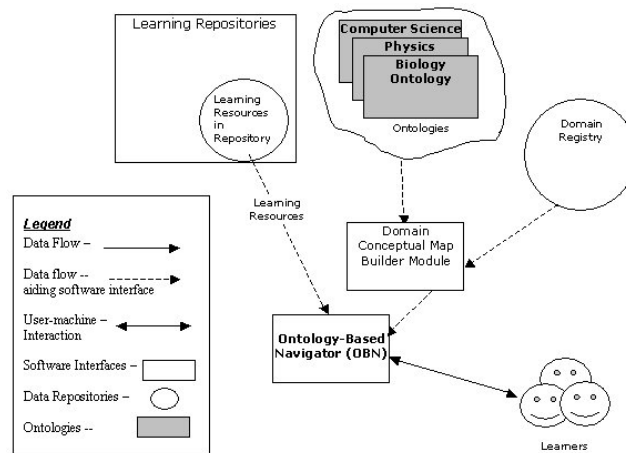 Learning Repositories
Learning
Resources
in
Repository
Computer Science
Physics
Biology
Ontology
Ontologies
Domain
Registry
Learning
Resources
Domain
Conceptual Map
Builder Module
Ontology-Based
Navigator (OBN)
Learners
Legend
Data Flow –
Data flow --
aiding software interface
User-machine –
Interaction
Software Interfaces –
Data Repositories –
Ontologies --